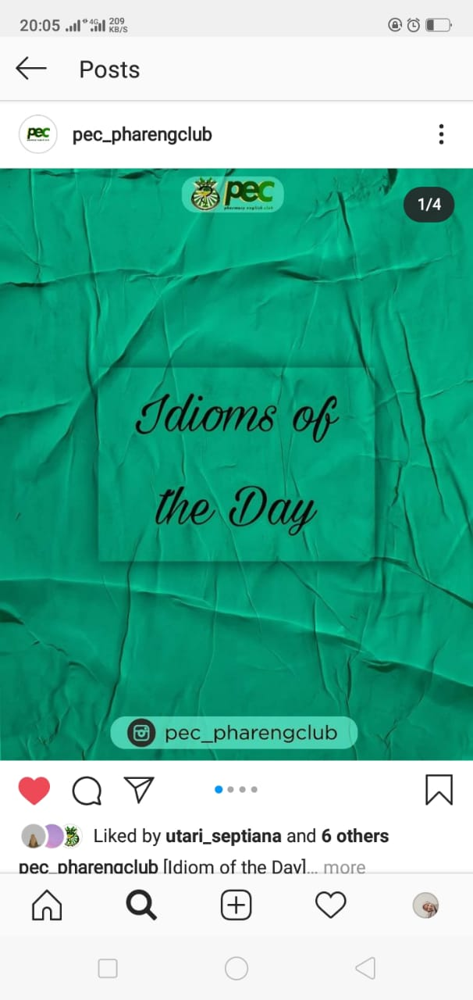 20:05 4G 209
KB/S
Posts
pec
pec_pharengclub
pec
pharmacy english club
1/4
Idioms of
the Day
pec_pharengclub
Liked by utari_septiana and 6 others
pec_pharengclub [Idiom of the Day]... more